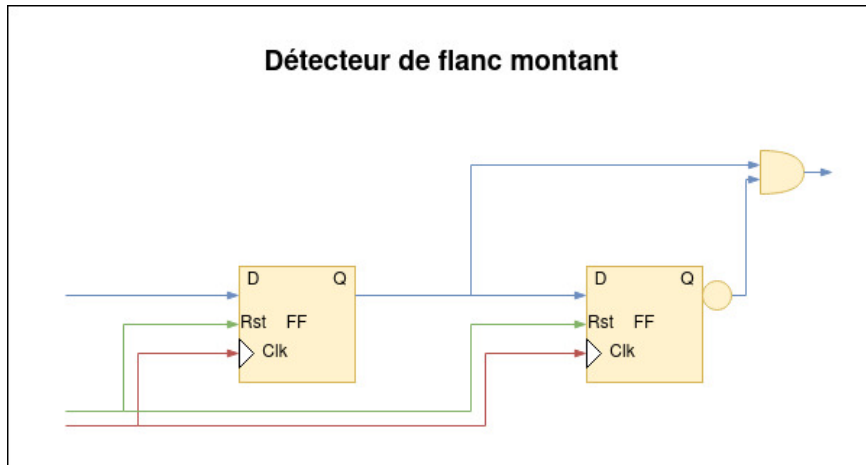 Détecteur de flanc montant
D Q
Rst FF
Clk
D Q
Rst FF
Clk